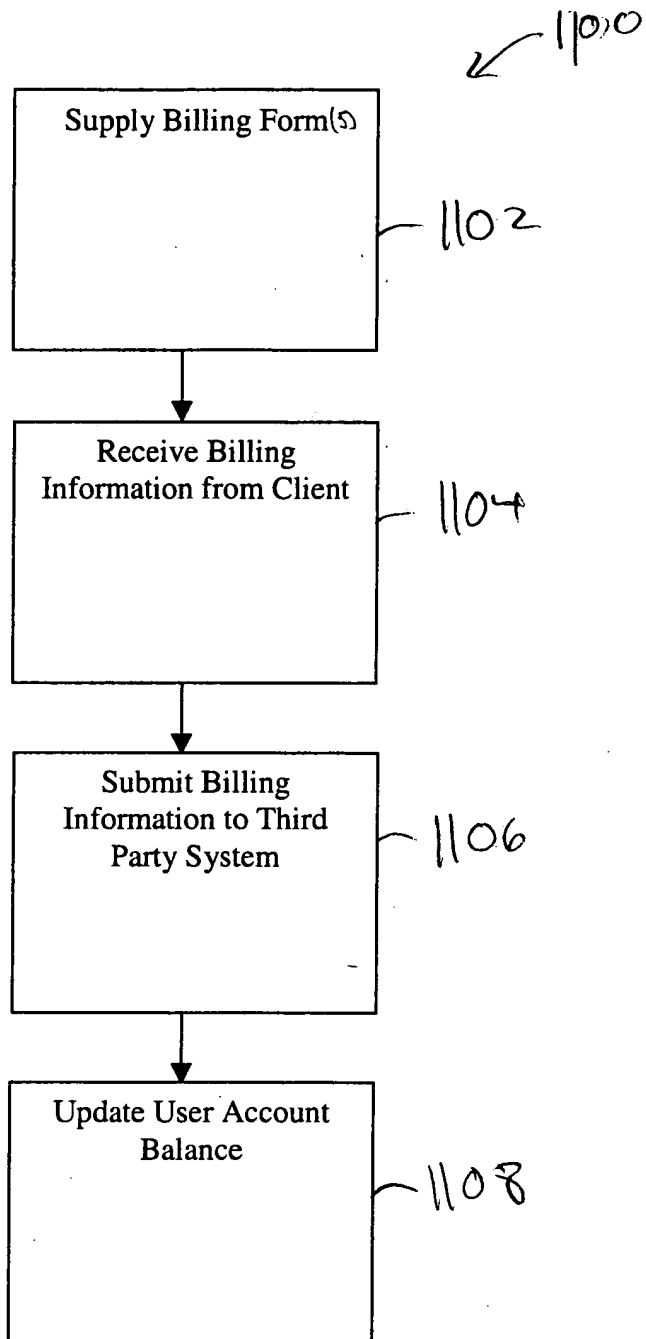 1100
Supply Billing Form(s)
1102
Receive Billing
Information from Client
1104
Submit Billing
Information to Third
Party System
1106
Update User Account
Balance
1108